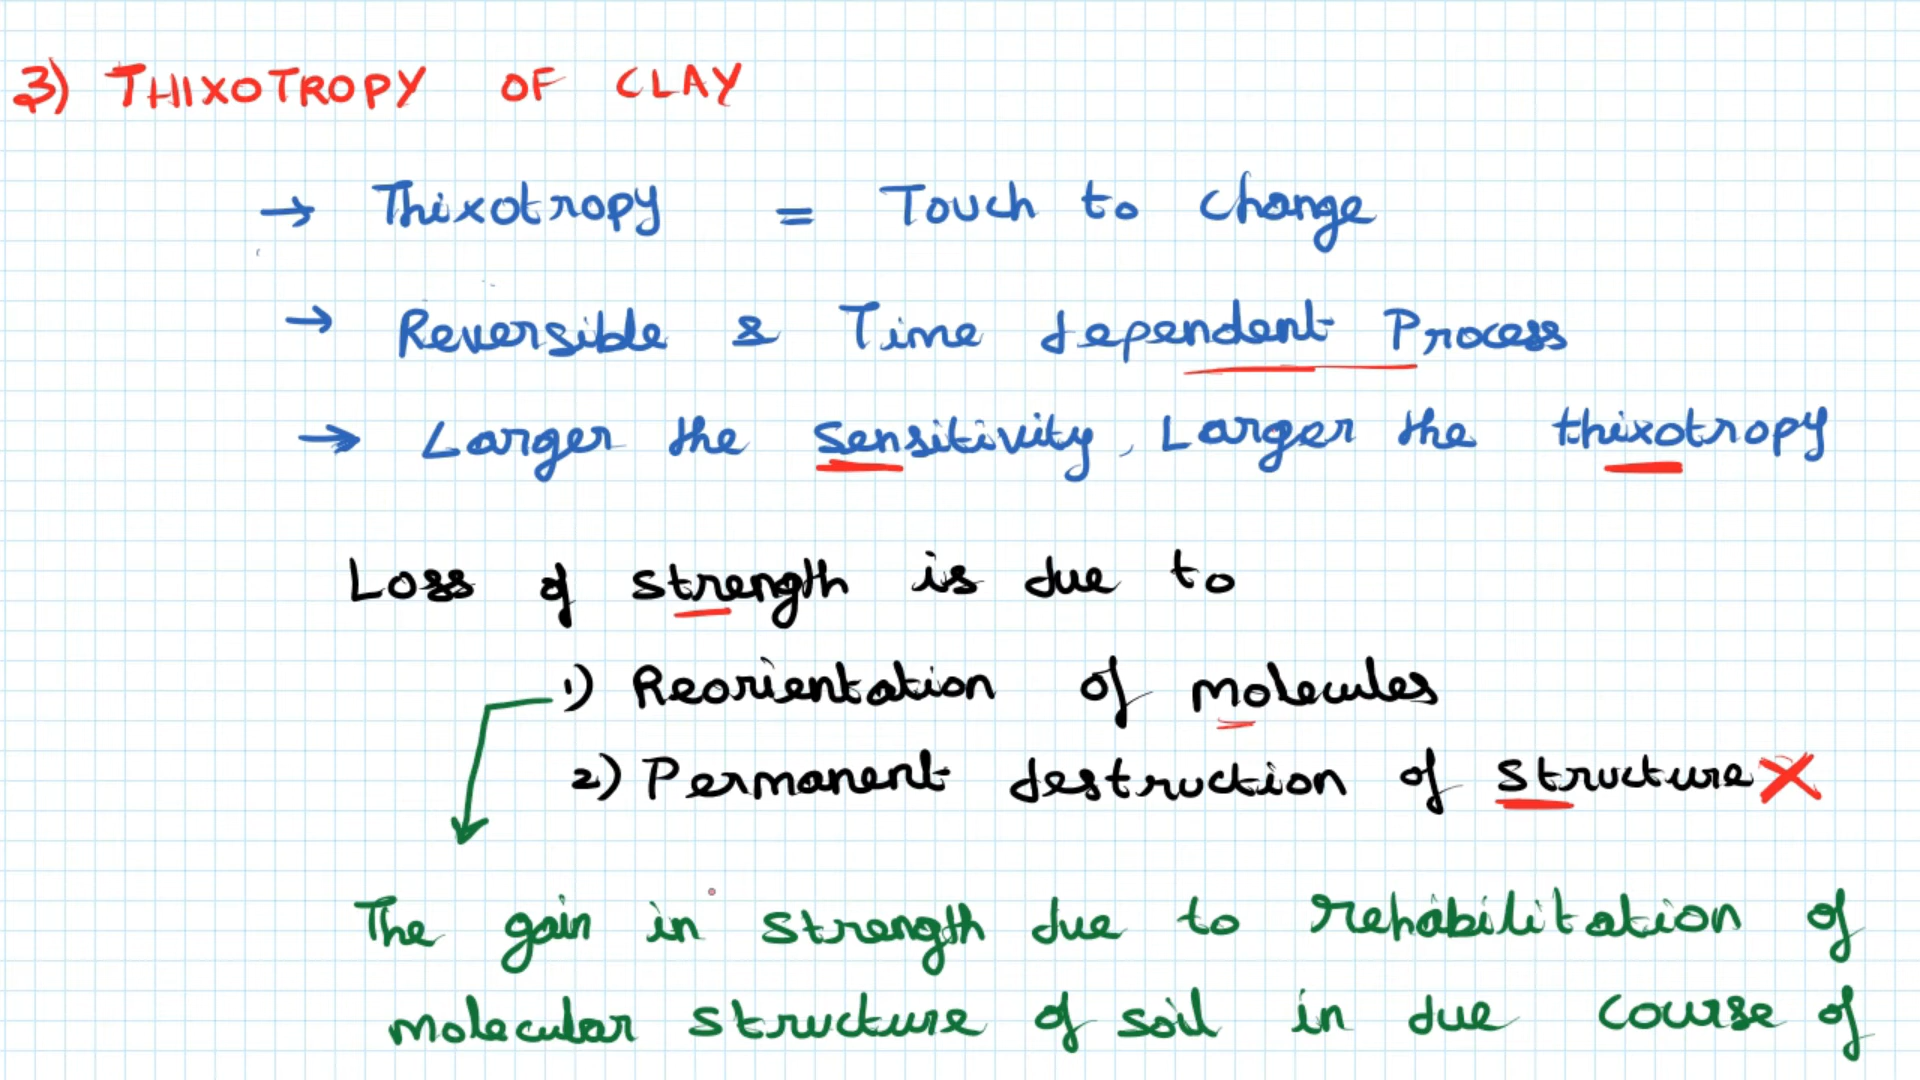 3) THIXOTROPY OF CLAY
→ Thixotropy = Touch to change
→ Reversible & Time dependent Process
→ Larger the sensitivity, Larger the thixotropy
Loss of strength is due to
1) Reorientation of molecules
2) Permanent destruction of structure X
The gain in strength due to rehabilitation of
molecular structure of soil in due course of